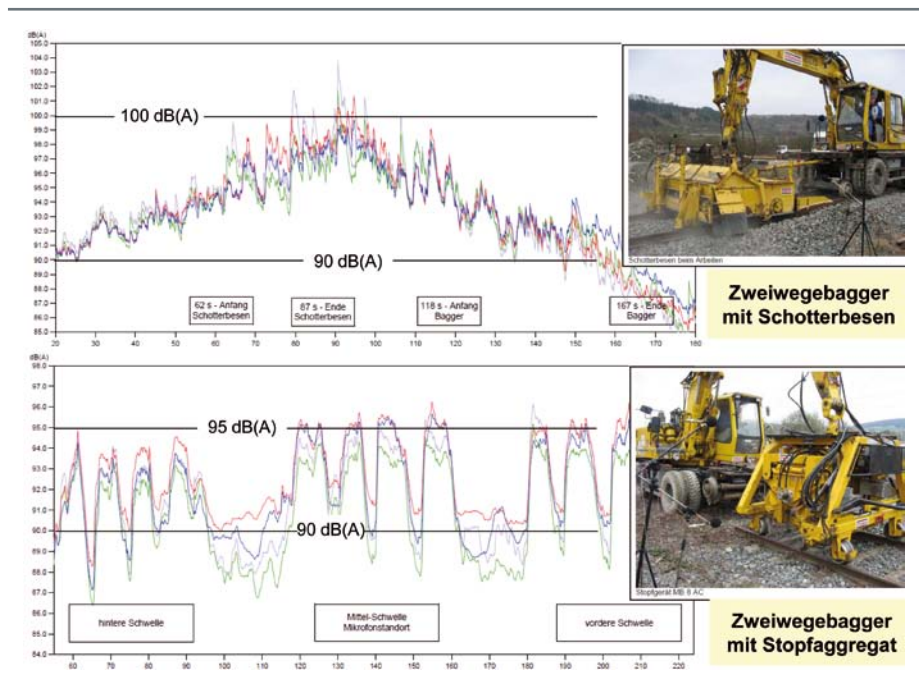 dB(A)
105.0
104.0
103.0
102.0
101.0
100.0
99.0
98.0
97.0
96.0
95.0
94.0
93.0
92.0
91.0
90.0
89.0
88.0
87.0
86.0
85.0
100 dB(A)
90 dB(A)
62 s - Anfang
Schotterbesen
87 s - Ende
Schotterbesen
118 s - Anfang
Bagger
167 s - Ende
Bagger
20 30 40 50 60 70 80 90 100 110 120 130 140 150 160 170 180
Schotterbesen beim Arbeiten
Zweiwegebagger
mit Schotterbesen
dB(A)
98.0
97.0
96.0
95.0
94.0
93.0
92.0
91.0
90.0
89.0
88.0
87.0
86.0
85.0
84.0
95 dB(A)
90 dB(A)
hintere Schwelle
Mittel-Schwelle
Mikrofonstandort
vordere Schwelle
60 70 80 90 100 110 120 130 140 150 160 170 180 190 200 210 220
Stopfgerät MB 6 AC
Zweiwegebagger
mit Stopfaggregat